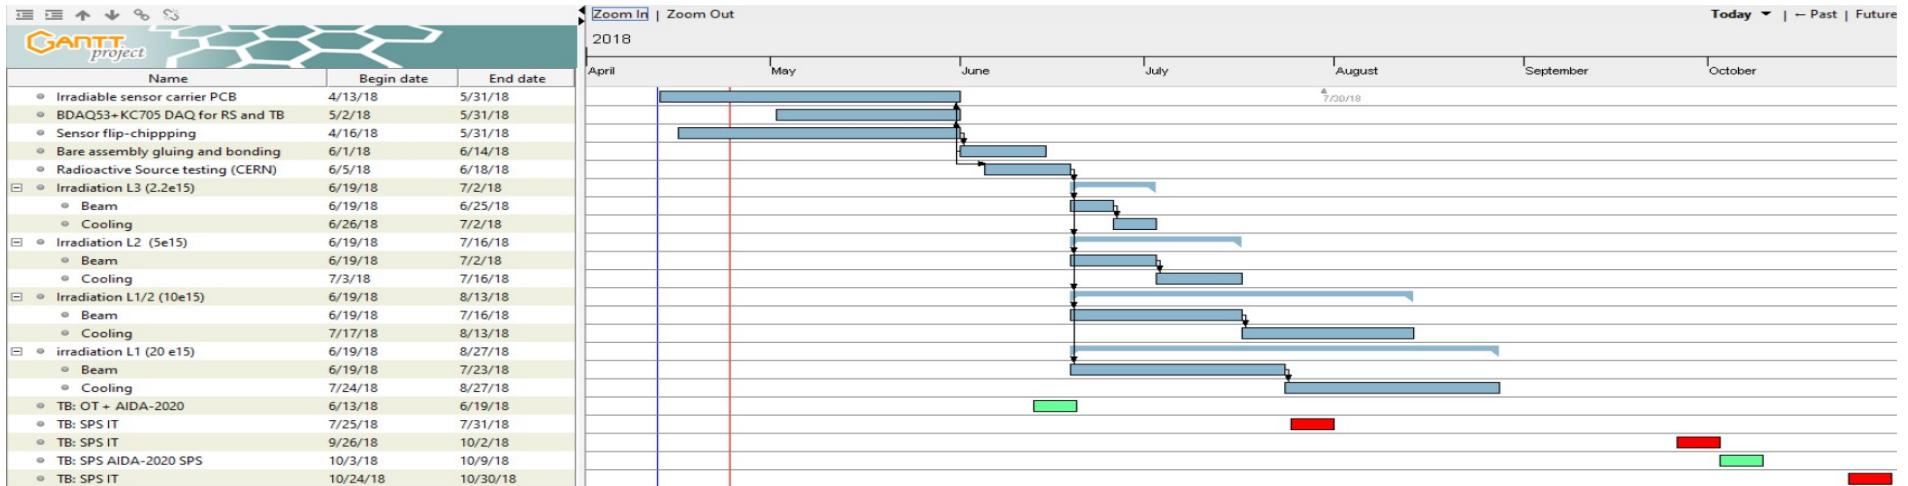 Zoom In | Zoom Out
Today ▼ | ← Past | Future
GANTT
project
2018
Name Begin date End date
April May June July August September October
Irradiable sensor carrier PCB 4/13/18 5/31/18
7/30/18
BDAQ53+KC705 DAQ for RS and TB 5/2/18 5/31/18
Sensor flip-chippping 4/16/18 5/31/18
Bare assembly gluing and bonding 6/1/18 6/14/18
Radioactive Source testing (CERN) 6/5/18 6/18/18
Irradiation L3 (2.2e15) 6/19/18 7/2/18
Beam 6/19/18 6/25/18
Cooling 6/26/18 7/2/18
Irradiation L2 (5e15) 6/19/18 7/16/18
Beam 6/19/18 7/2/18
Cooling 7/3/18 7/16/18
Irradiation L1/2 (10e15) 6/19/18 8/13/18
Beam 6/19/18 7/16/18
Cooling 7/17/18 8/13/18
irradiation L1 (20 e15) 6/19/18 8/27/18
Beam 6/19/18 7/23/18
Cooling 7/24/18 8/27/18
TB: OT + AIDA-2020 6/13/18 6/19/18
TB: SPS IT 7/25/18 7/31/18
TB: SPS IT 9/26/18 10/2/18
TB: SPS AIDA-2020 SPS 10/3/18 10/9/18
TB: SPS IT 10/24/18 10/30/18